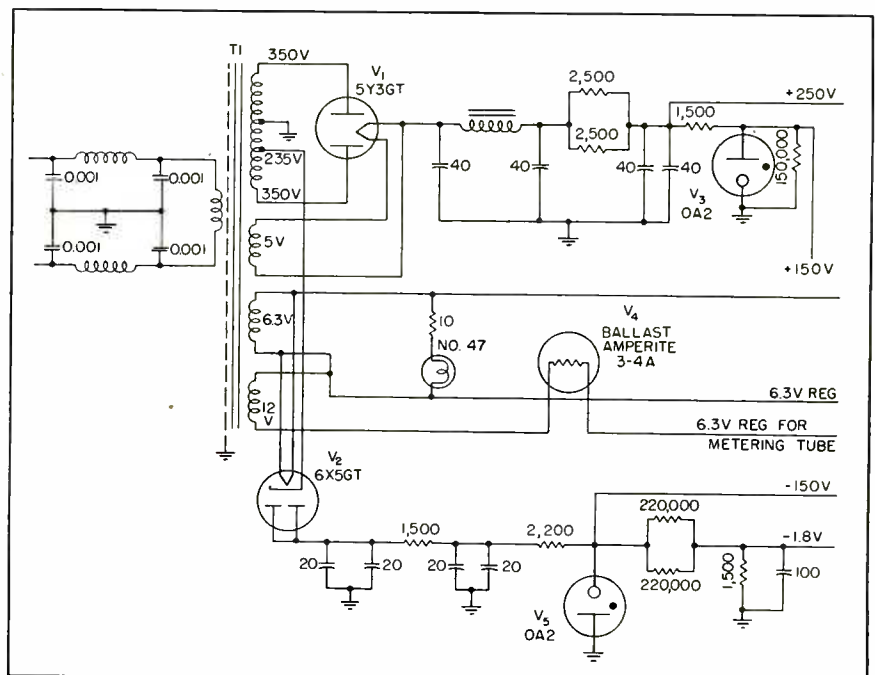 T1
350V
V1
5Y3GT
235V
350V
5V
6.3V
12
V
0.001
0.001
0.001
0.001
40
40
2,500
2,500
40
40
1,500
+250V
V3
OA2
150,000
+150V
10
NO. 47
V4
BALLAST
AMPERITE
3-4A
6.3V REG
6.3V REG FOR
METERING TUBE
V2
6X5GT
20
20
1,500
20
20
2,200
-150V
220,000
220,000
-1.8V
1,500
100
V5
OA2